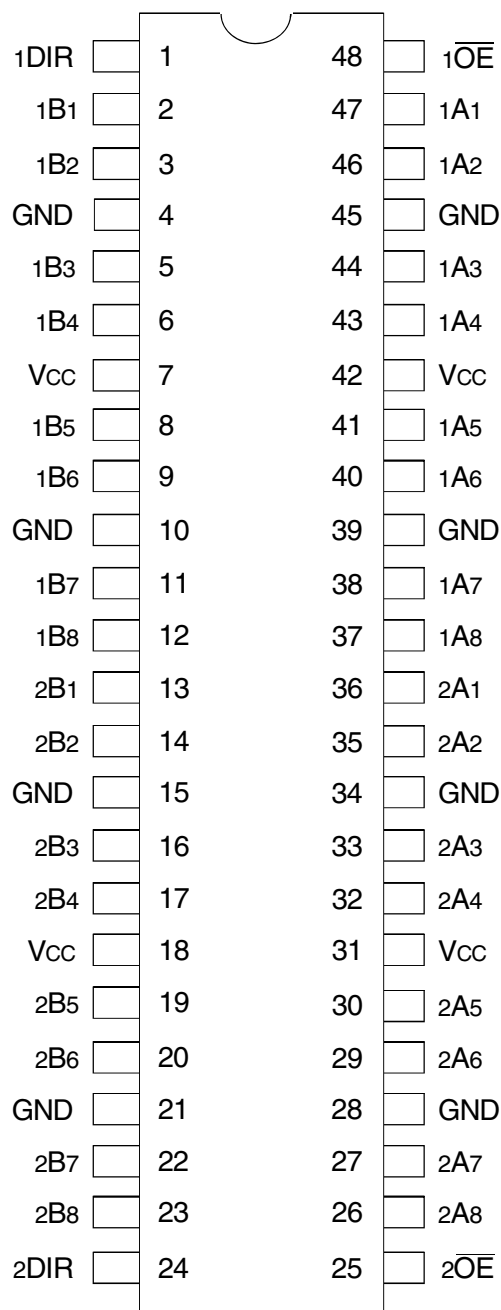 1DIR 1 48 1O̅E̅
1B1 2 47 1A1
1B2 3 46 1A2
GND 4 45 GND
1B3 5 44 1A3
1B4 6 43 1A4
VCC 7 42 VCC
1B5 8 41 1A5
1B6 9 40 1A6
GND 10 39 GND
1B7 11 38 1A7
1B8 12 37 1A8
2B1 13 36 2A1
2B2 14 35 2A2
GND 15 34 GND
2B3 16 33 2A3
2B4 17 32 2A4
VCC 18 31 VCC
2B5 19 30 2A5
2B6 20 29 2A6
GND 21 28 GND
2B7 22 27 2A7
2B8 23 26 2A8
2DIR 24 25 2O̅E̅